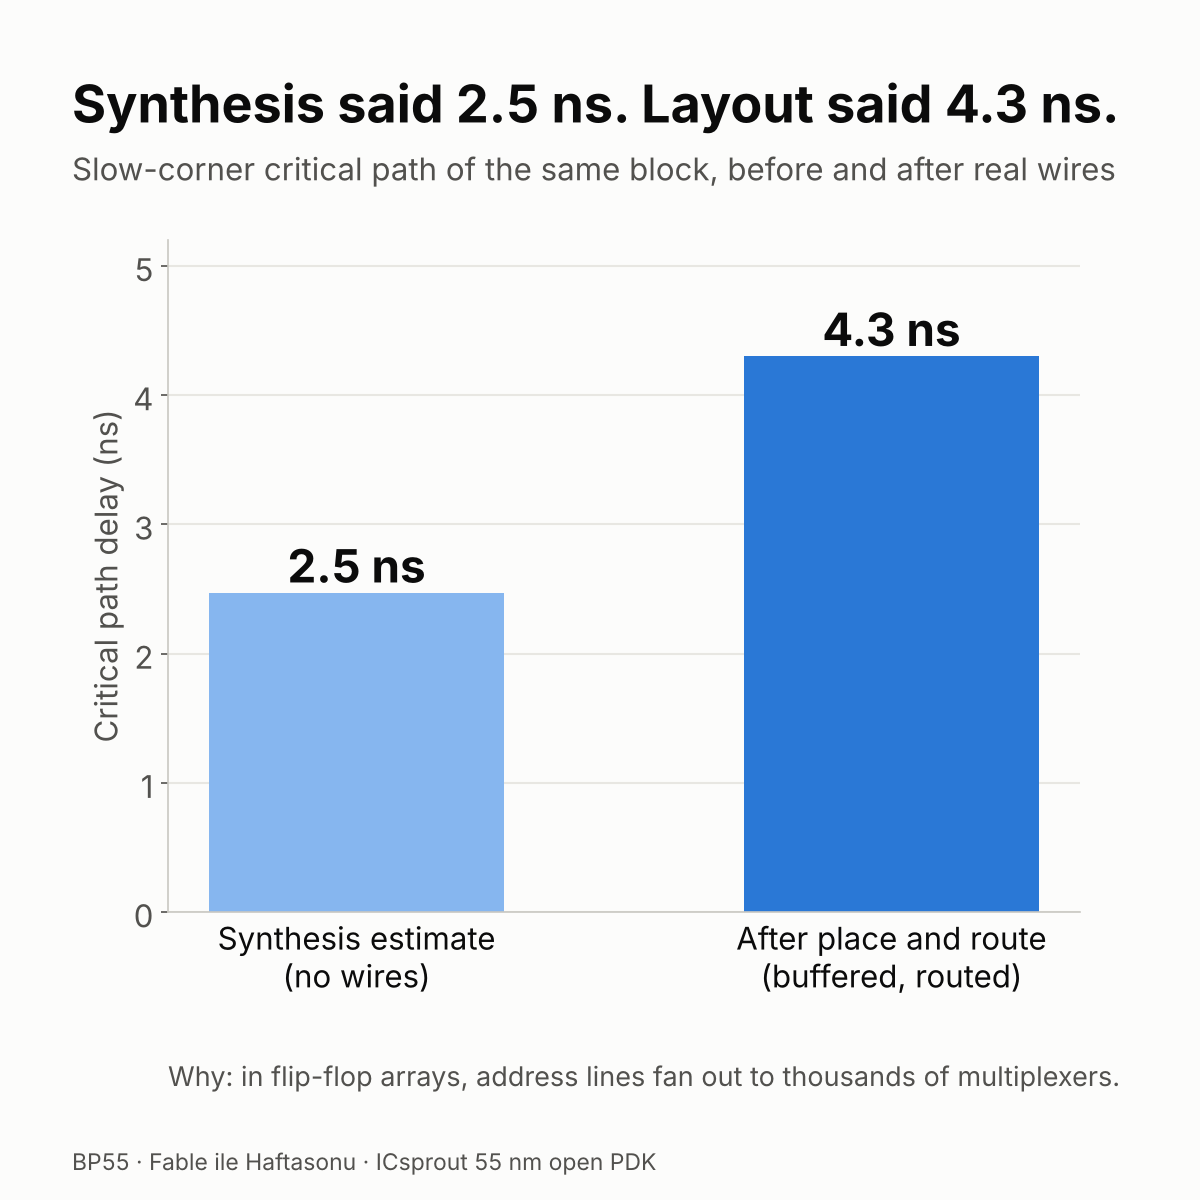 Synthesis said 2.5 ns. Layout said 4.3 ns.
Slow-corner critical path of the same block, before and after real wires
Critical path delay (ns)
5
4
3
2
1
0
2.5 ns
4.3 ns
Synthesis estimate
(no wires)
After place and route
(buffered, routed)
Why: in flip-flop arrays, address lines fan out to thousands of multiplexers.
BP55 · Fable ile Haftasonu · ICsprout 55 nm open PDK